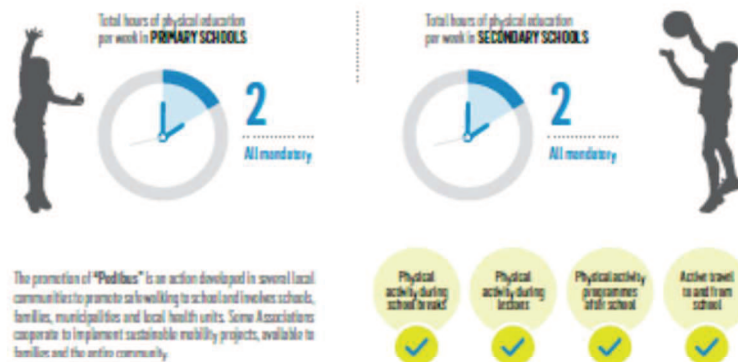 Total hours of physical education
per week in PRIMARY SCHOOLS
2
All mandatory
Total hours of physical education
per week in SECONDARY SCHOOLS
2
All mandatory
The promotion of "Pedibus" is an action developed in several local
communities to promote safe walking to school and involves schools,
families, municipalities and local health units. Some Associations
cooperate to implement sustainable mobility projects, available to
families and the entire community.
Physical
activity during
school breaks
Physical
activity during
lessons
Physical activity
programmes
after school
Active travel
to and from
school